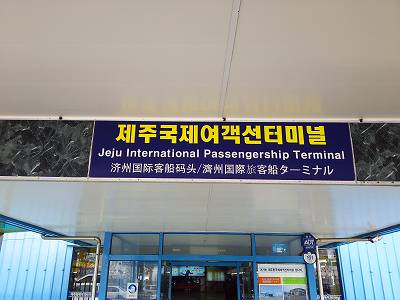 제주국제여객선터미널
Jeju International Passengership Terminal
济州国际客船码头/濟州国際旅客船ターミナル